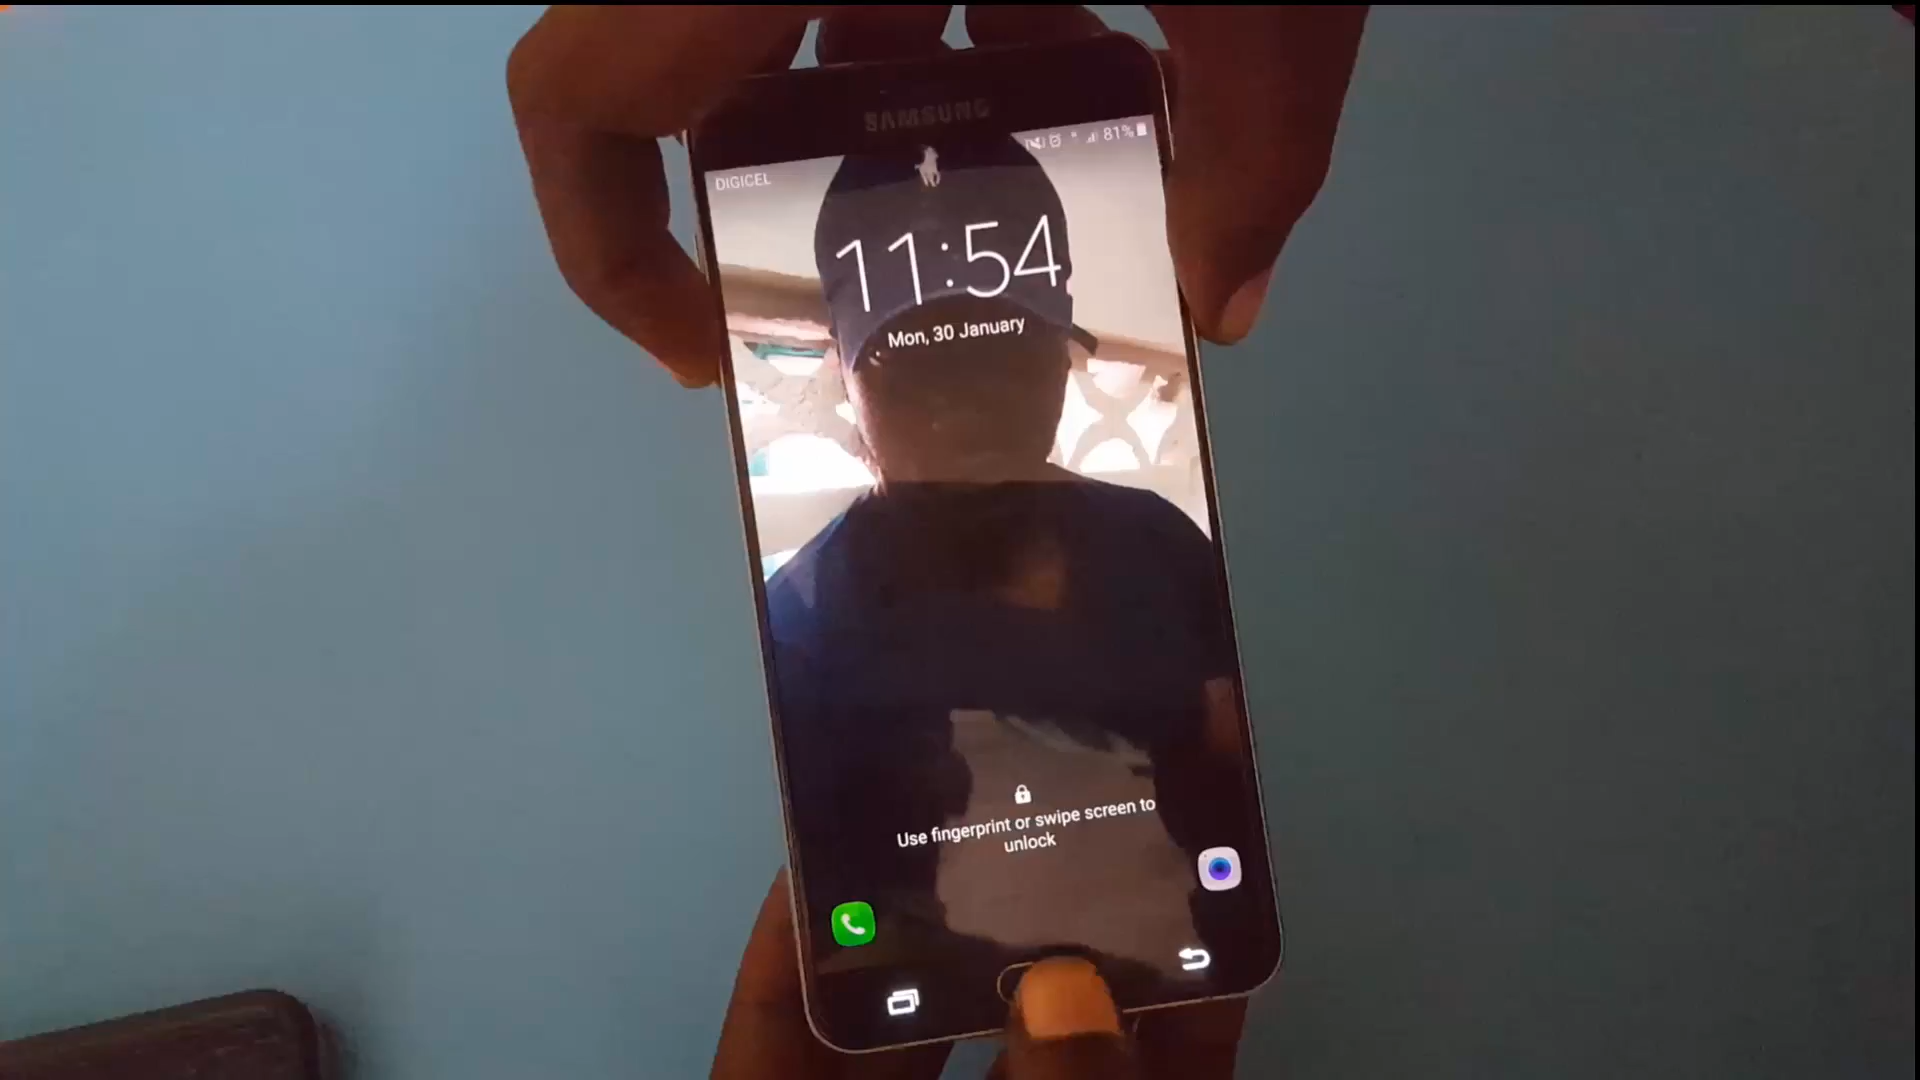 SAMSUNG
81%
DIGICEL
11:54
Mon, 30 January
Use fingerprint or swipe screen to
unlock